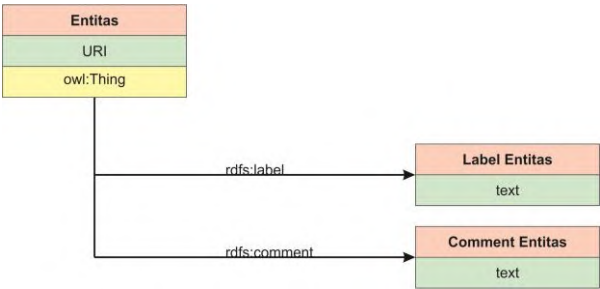 Entitas
URI
owl:Thing
rdfs:label
Label Entitas
text
rdfs:comment
Comment Entitas
text